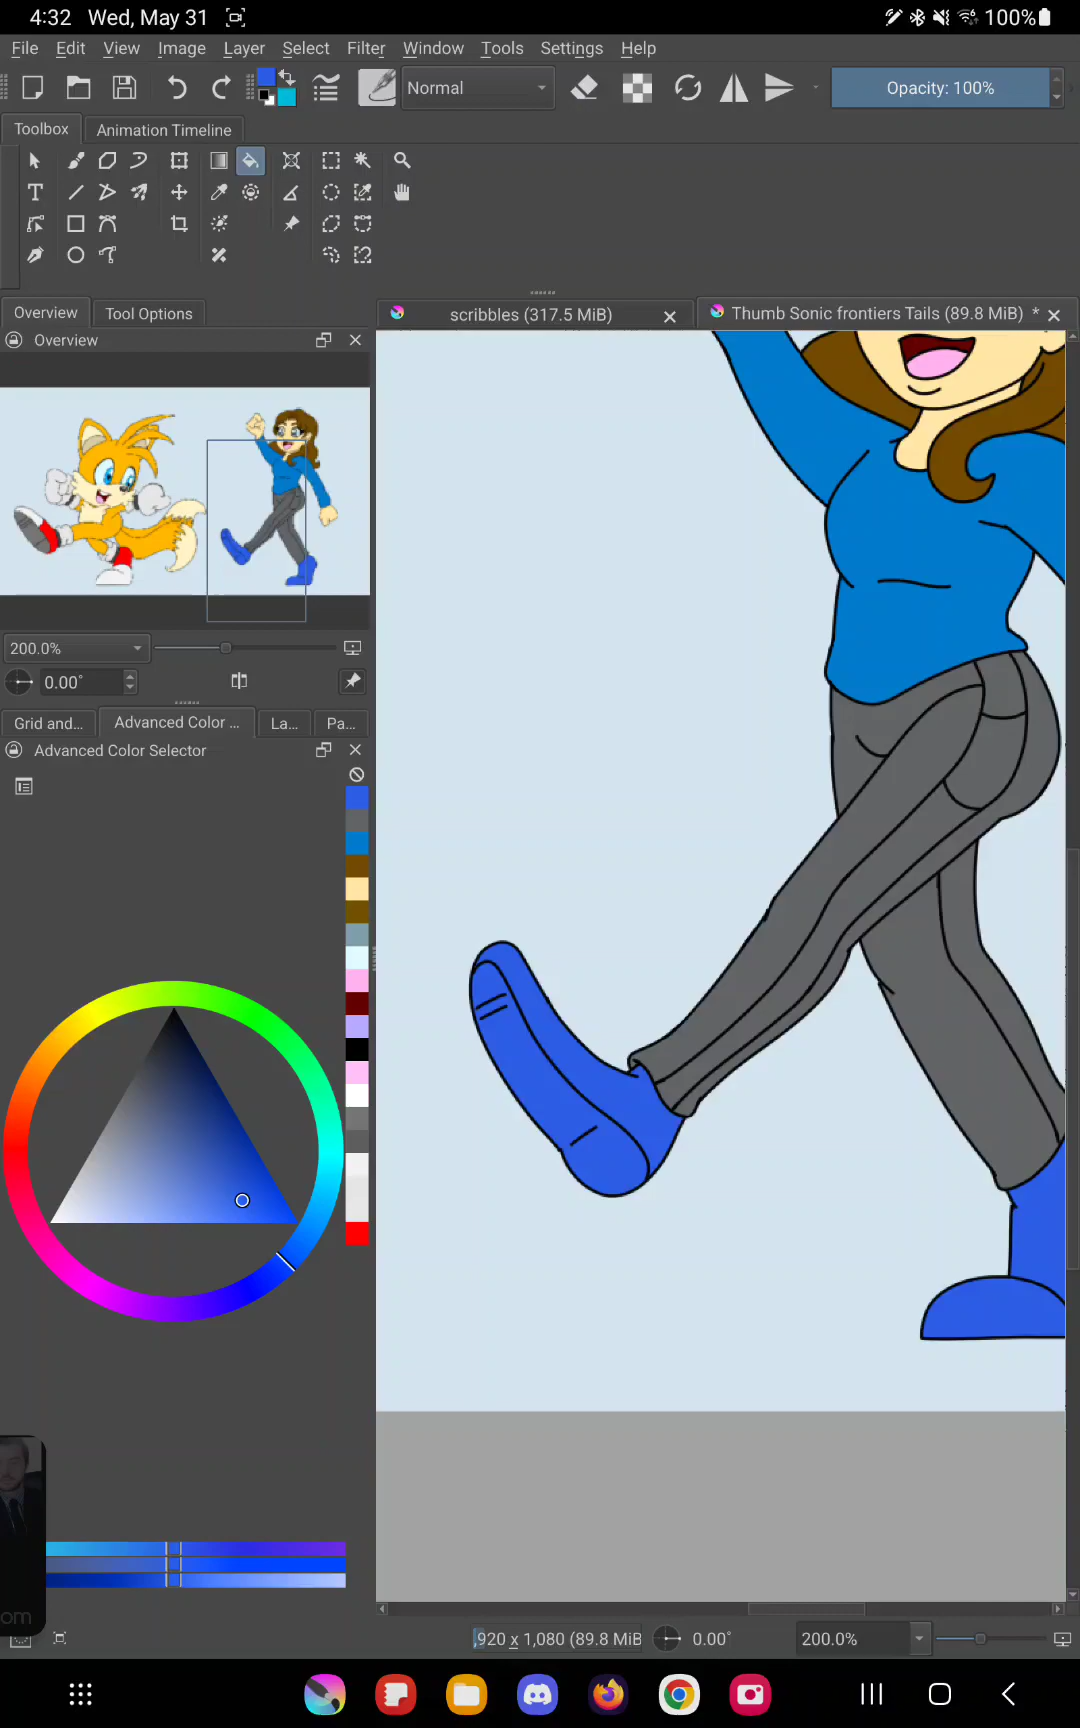 4:32 Wed, May 31 100%
File Edit View Image Layer Select Filter Window Tools Settings Help
Normal Opacity: 100%
Toolbox Animation Timeline
Overview Tool Options
scribbles (317.5 MiB) Thumb Sonic frontiers Tails (89.8 MiB) *
Overview
200.0%
0.00°
Grid and... Advanced Color ... La... Pa...
Advanced Color Selector
om
,920 x 1,080 (89.8 MiB 0.00° 200.0%